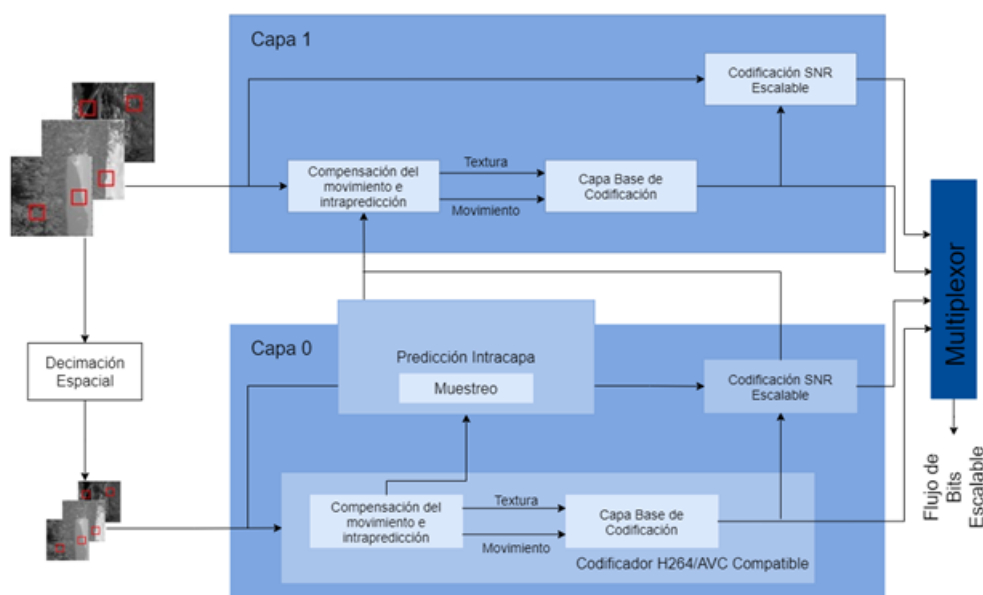 Capa 1
Codificación SNR
Escalable
Compensación del
movimiento e
intrapredicción
Textura
Movimiento
Capa Base de
Codificación
Multiplexor
Decimación
Espacial
Capa 0
Predicción Intracapa
Muestreo
Codificación SNR
Escalable
Compensación del
movimiento e
intrapredicción
Textura
Movimiento
Capa Base de
Codificación
Codificador H264/AVC Compatible
Flujo de
Bits
Escalable